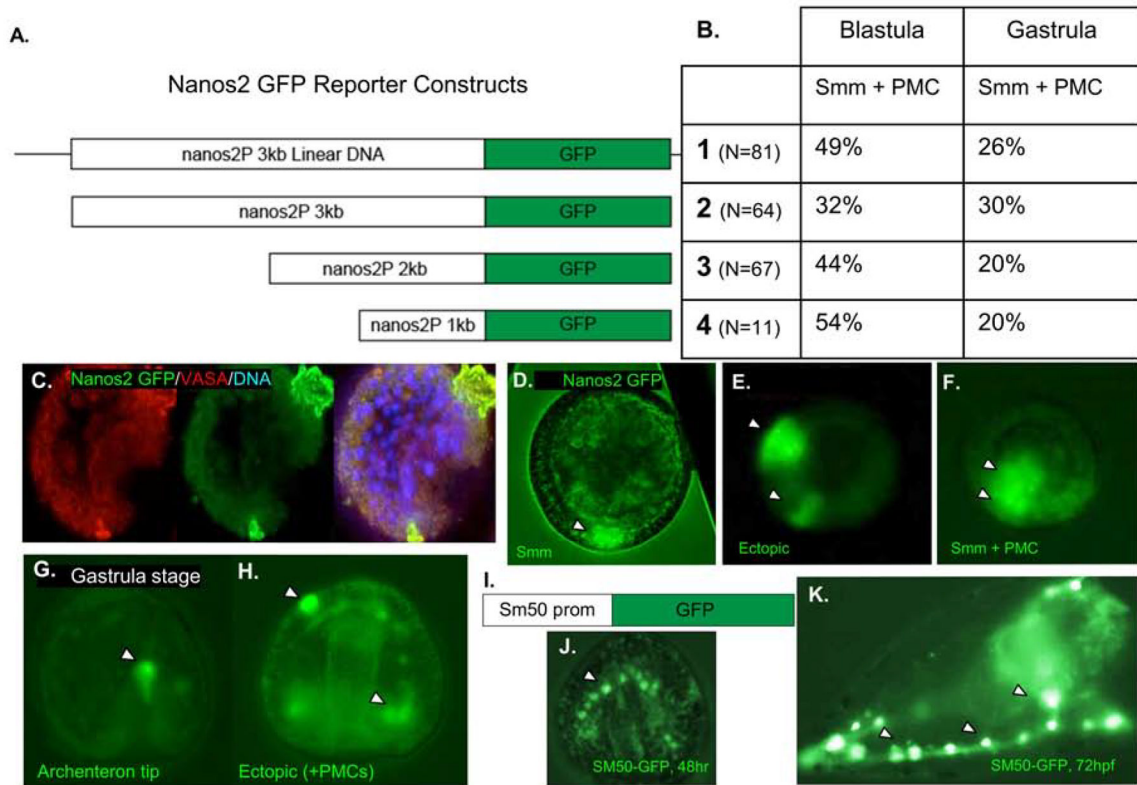 A.
Nanos2 GFP Reporter Constructs
nanos2P 3kb Linear DNA GFP
nanos2P 3kb GFP
nanos2P 2kb GFP
nanos2P 1kb GFP
B. Blastula Gastrula
Smm + PMC Smm + PMC
1 (N=81) 49% 26%
2 (N=64) 32% 30%
3 (N=67) 44% 20%
4 (N=11) 54% 20%
C. Nanos2 GFP/VASA/DNA
D. Nanos2 GFP
Smm
E.
Ectopic
F.
Smm + PMC
G. Gastrula stage
Archenteron tip
H.
Ectopic (+PMCs)
I.
Sm50 prom GFP
J.
SM50-GFP, 48hr
K.
SM50-GFP, 72hpf